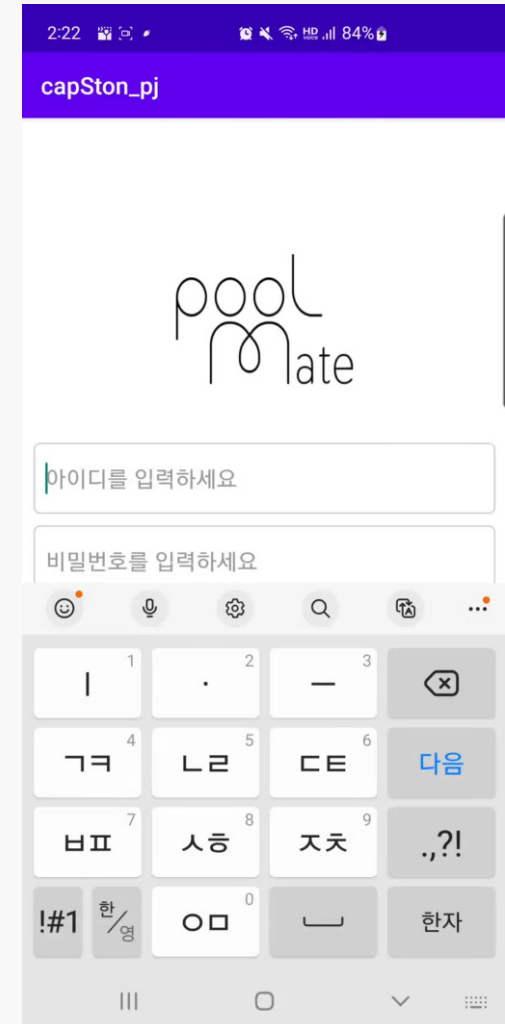 2:22 HD voice 84%
capSton_pj
pool
mate
아이디를 입력하세요
비밀번호를 입력하세요
ㅣ 1 · 2 ㅡ 3
ㄱㅋ 4 ㄴㄹ 5 ㄷㅌ 6 다음
ㅂㅍ 7 ㅅㅎ 8 ㅈㅊ 9 .,?!
!#1 한/영 ㅇㅁ 0 한자